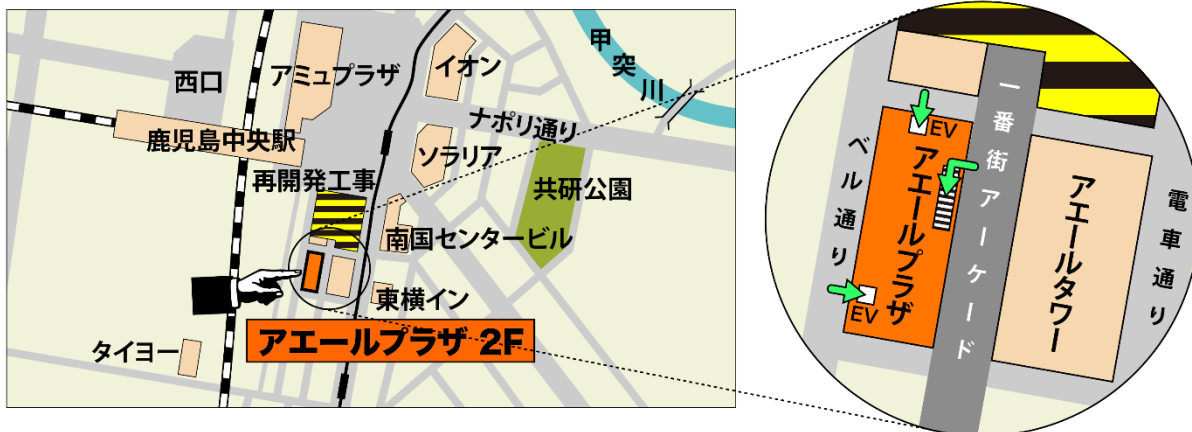 西口
アミュプラザ
イオン
甲突川
ナポリ通り
鹿児島中央駅
ソラリア
再開発工事
共研公園
南国センタービル
東横イン
アエールプラザ 2F
タイヨー
EV
一番街アーケード
ベル通り
アエールプラザ
アエールタワー
電車通り
EV